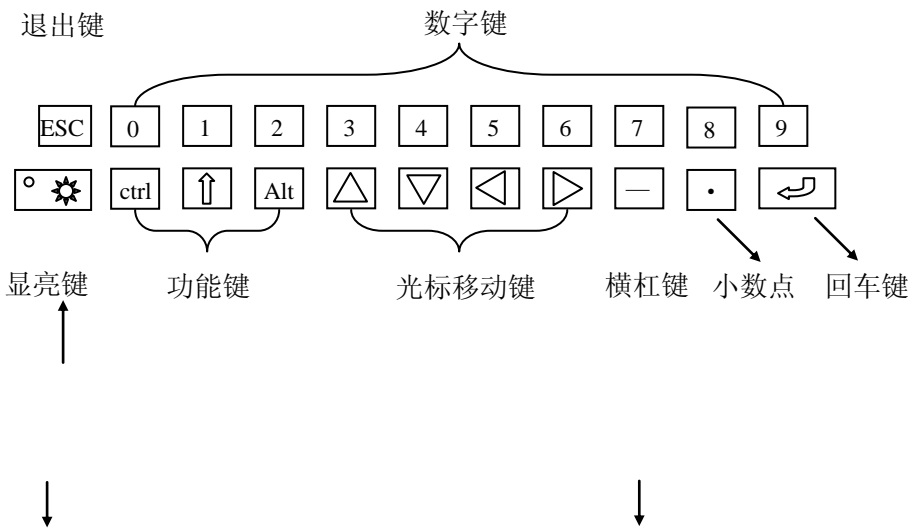 退出键 数字键
ESC 0 1 2 3 4 5 6 7 8 9
ctrl ⇧ Alt △ ▽ ◁ ▷ — ·
显亮键 功能键 光标移动键 横杠键 小数点 回车键